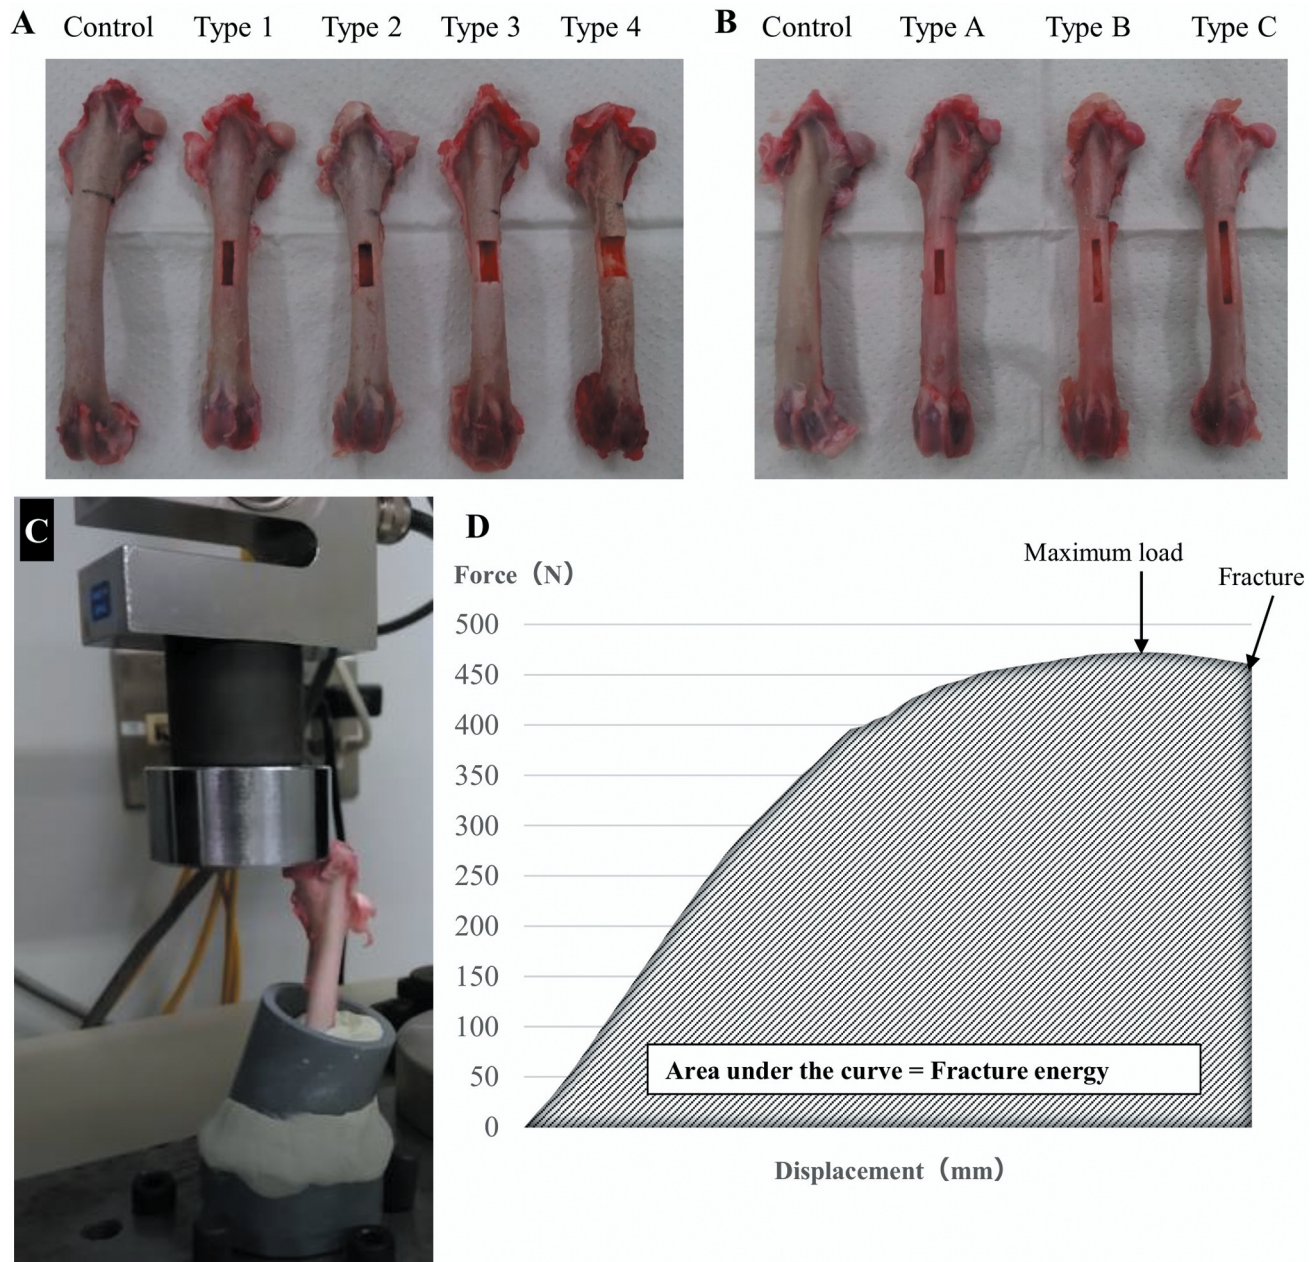 A Control Type 1 Type 2 Type 3 Type 4
B Control Type A Type B Type C
C
D
Force（N）
Maximum load
Fracture
500
450
400
350
300
250
200
150
100
50
0
Area under the curve = Fracture energy
Displacement（mm）